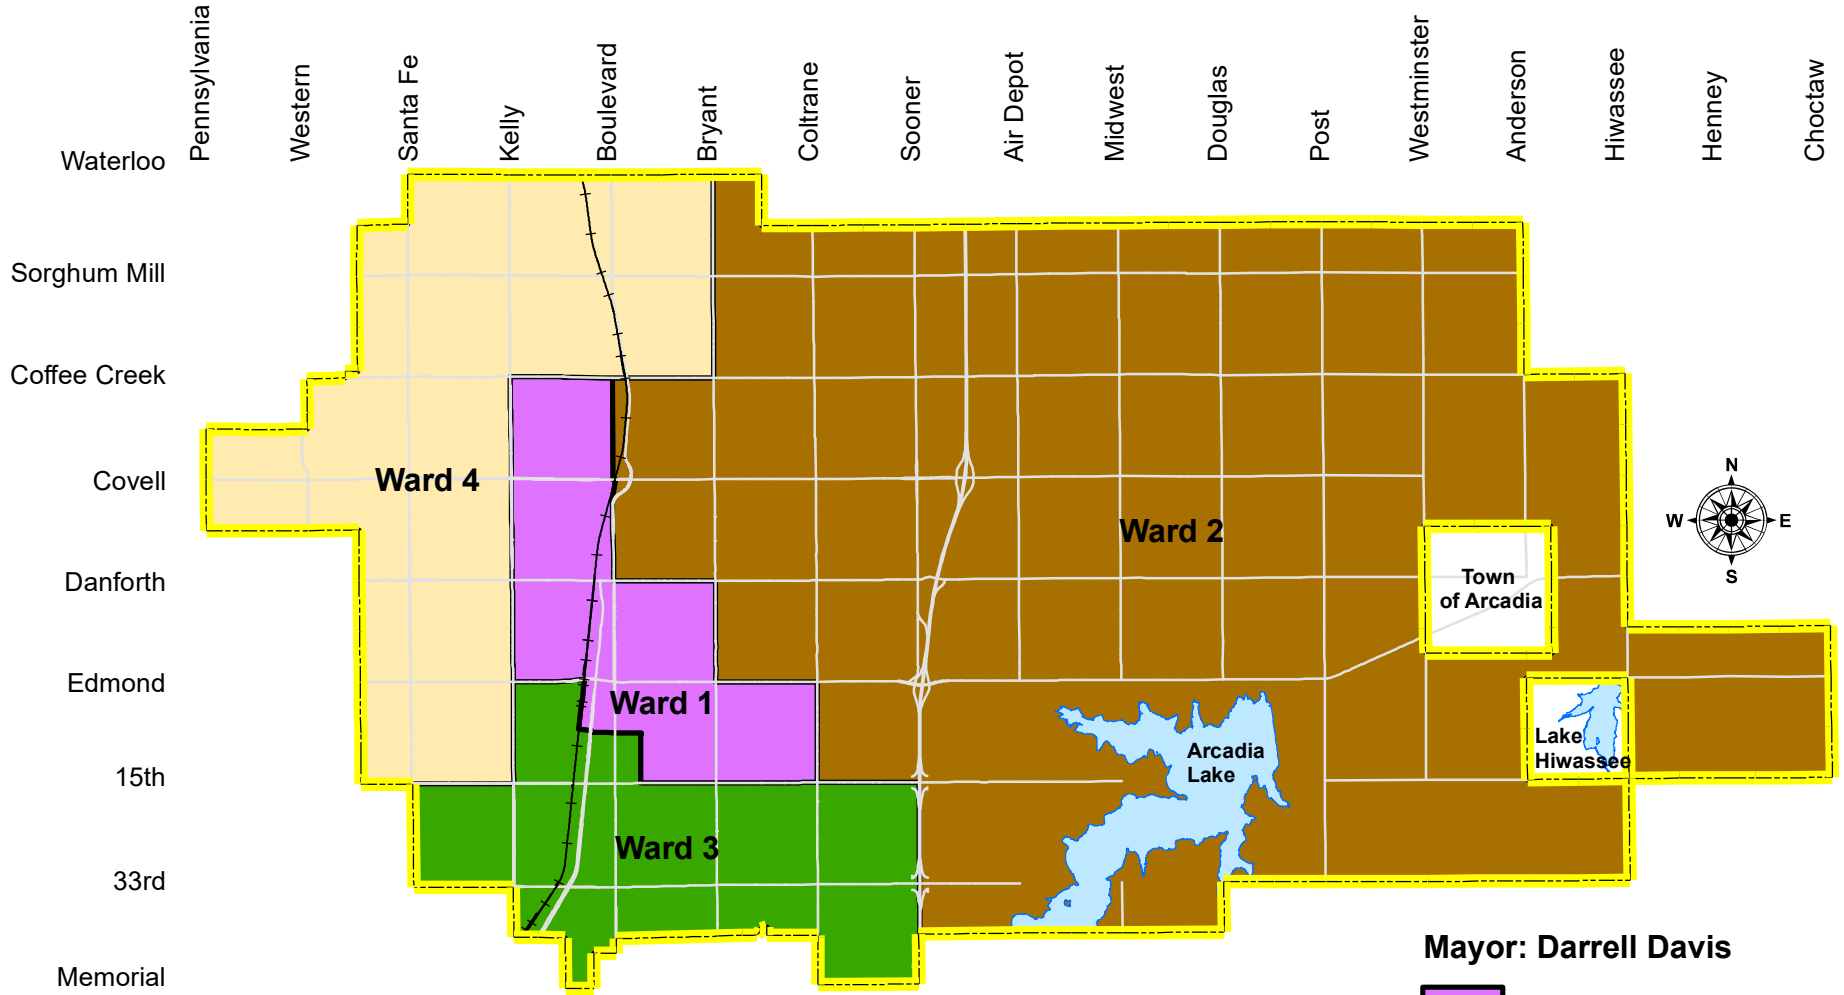 Pennsylvania
Western
Santa Fe
Kelly
Boulevard
Bryant
Coltrane
Sooner
Air Depot
Midwest
Douglas
Post
Westminster
Anderson
Hiwassee
Henney
Choctaw
Waterloo
Sorghum Mill
Coffee Creek
Covell
Danforth
Edmond
15th
33rd
Memorial
Ward 4
Ward 2
Town
of Arcadia
Ward 1
Arcadia
Lake
Lake
Hiwassee
Ward 3
N
W
E
S
Mayor: Darrell Davis